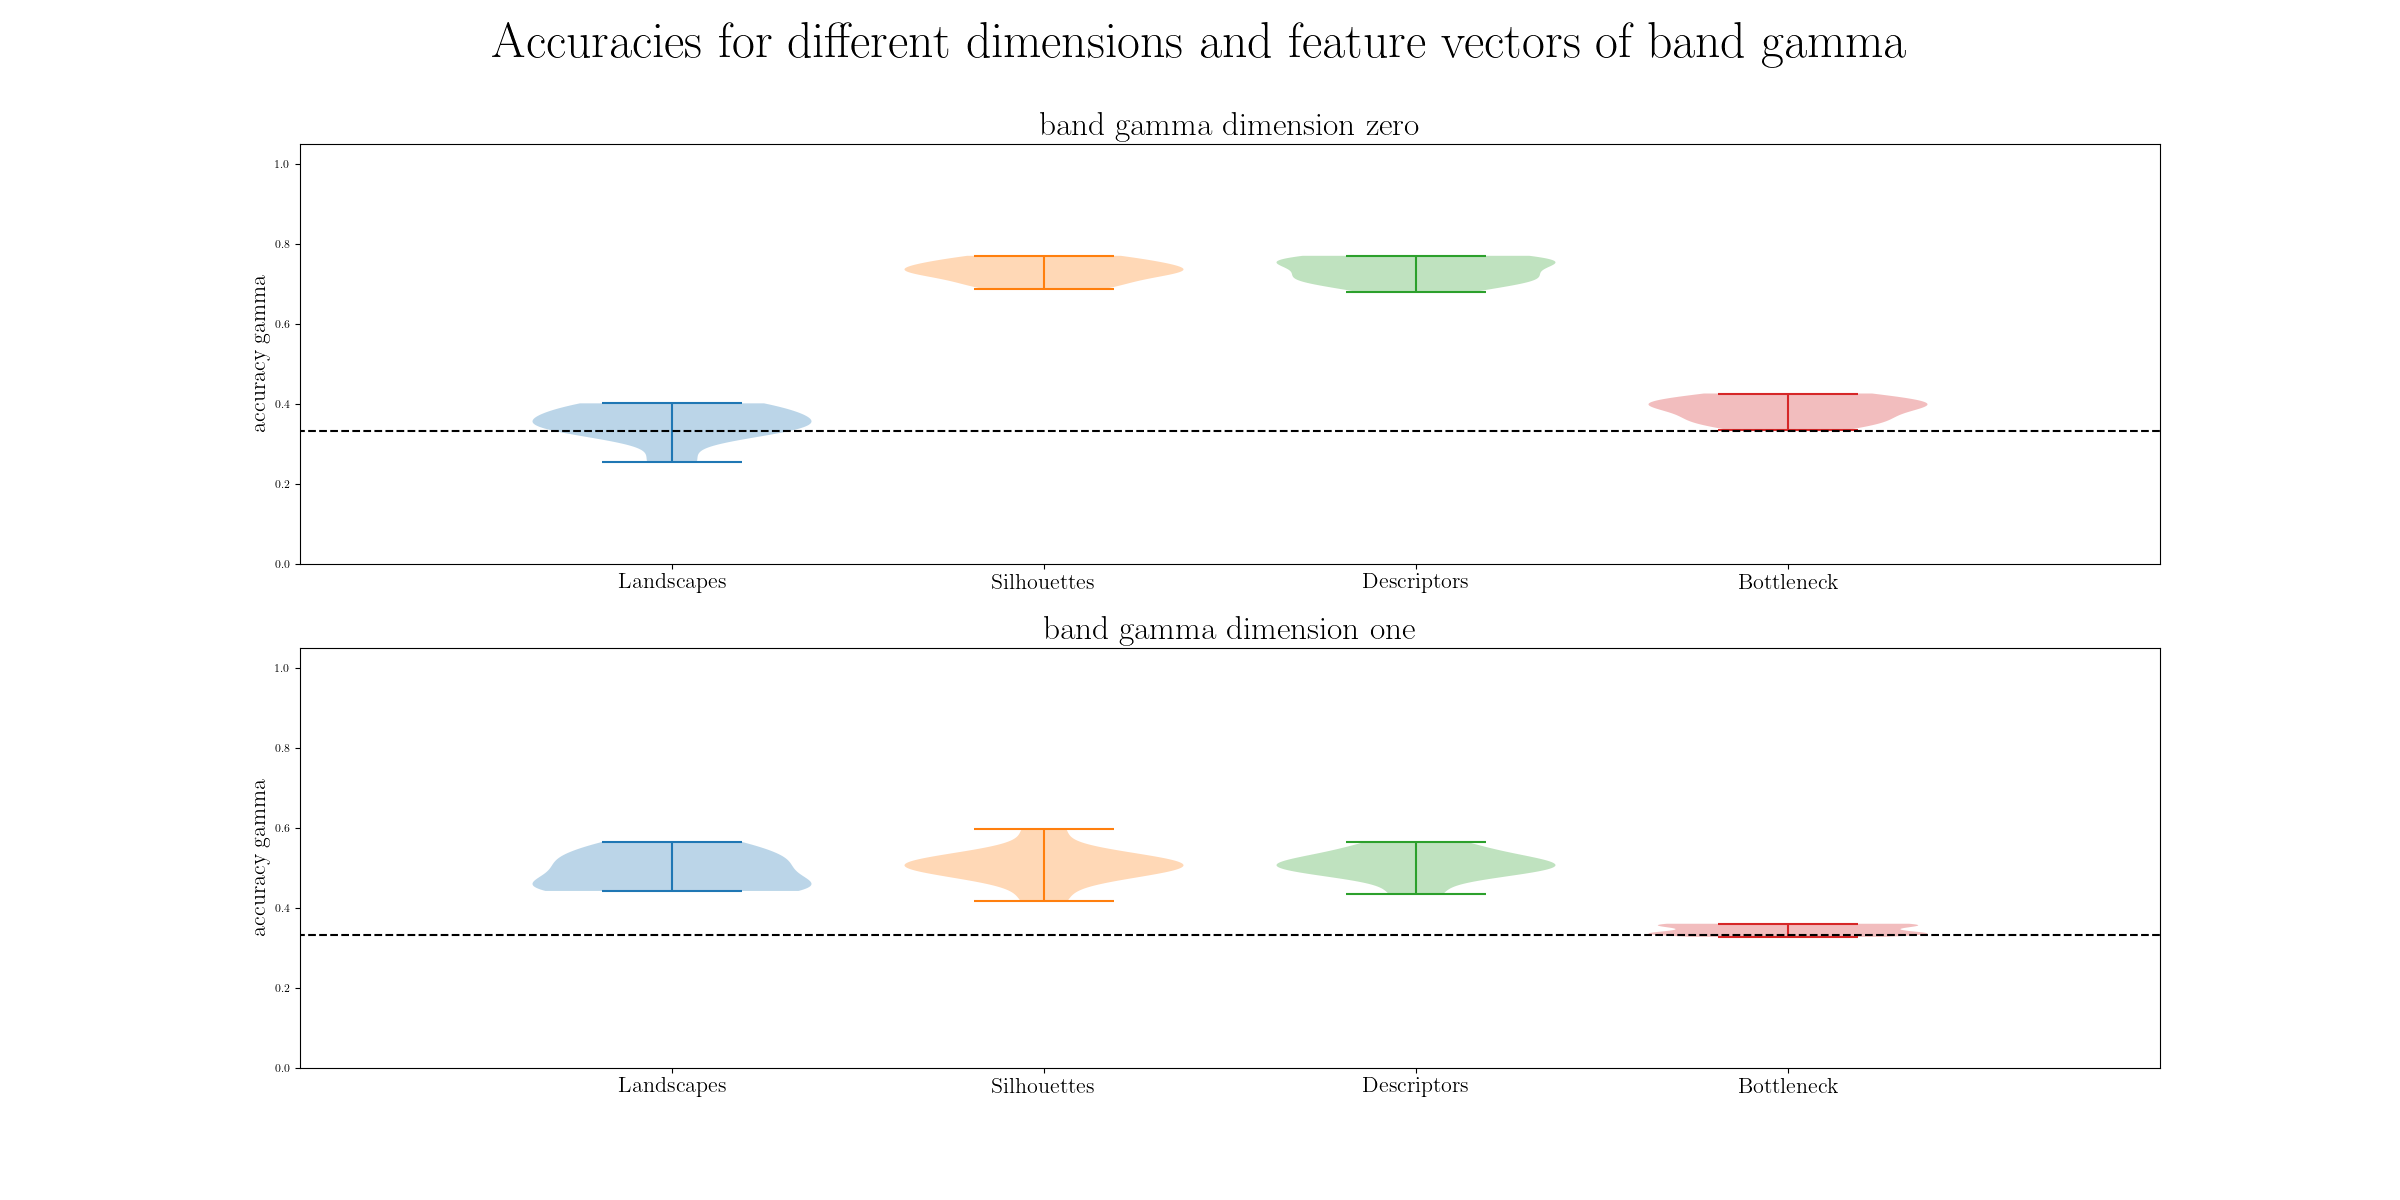 Accuracies for different dimensions and feature vectors of band gamma
band gamma dimension zero
accuracy gamma
1.0
0.8
0.6
0.4
0.2
0.0
Landscapes Silhouettes Descriptors Bottleneck
band gamma dimension one
accuracy gamma
1.0
0.8
0.6
0.4
0.2
0.0
Landscapes Silhouettes Descriptors Bottleneck